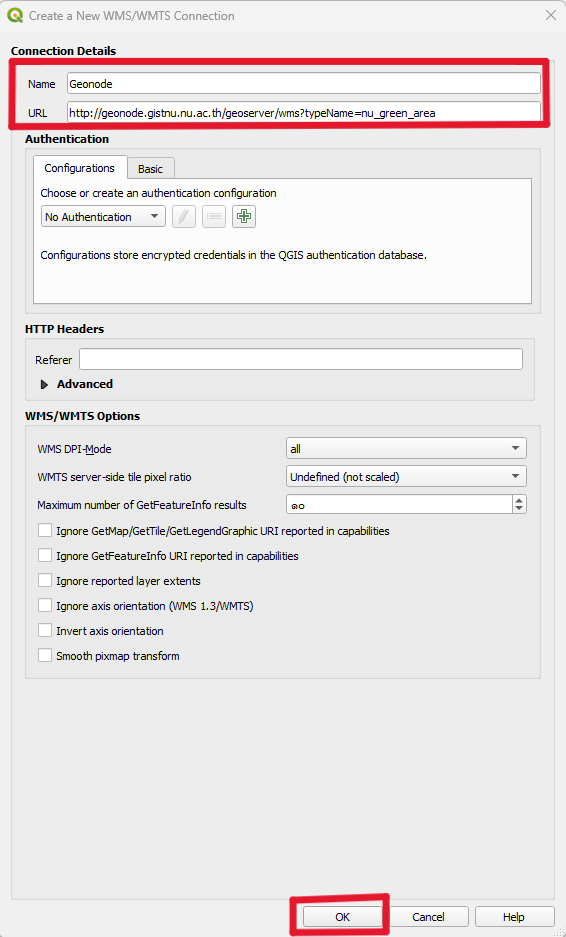 Create a New WMS/WMTS Connection
Connection Details
Name Geonode
URL http://geonode.gistnu.nu.ac.th/geoserver/wms?typeName=nu_green_area
Authentication
Configurations Basic
Choose or create an authentication configuration
No Authentication
Configurations store encrypted credentials in the QGIS authentication database.
HTTP Headers
Referer
Advanced
WMS/WMTS Options
WMS DPI-Mode all
WMTS server-side tile pixel ratio Undefined (not scaled)
Maximum number of GetFeatureInfo results ๑๐
Ignore GetMap/GetTile/GetLegendGraphic URI reported in capabilities
Ignore GetFeatureInfo URI reported in capabilities
Ignore reported layer extents
Ignore axis orientation (WMS 1.3/WMTS)
Invert axis orientation
Smooth pixmap transform
OK Cancel Help